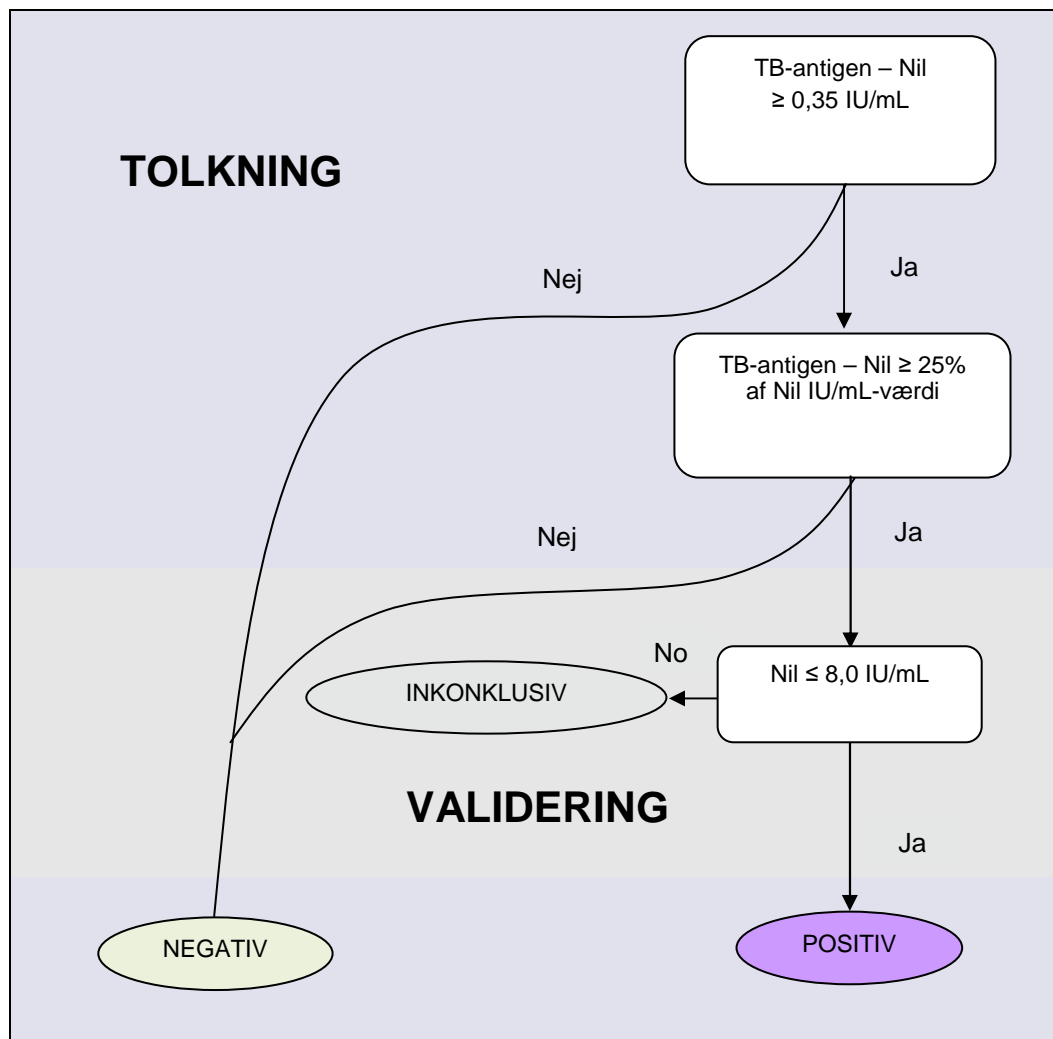 TB-antigen – Nil
≥ 0,35 IU/mL
TOLKNING
Nej
Ja
TB-antigen – Nil ≥ 25%
af Nil IU/mL-værdi
Nej
Ja
No
Nil ≤ 8,0 IU/mL
INKONKLUSIV
VALIDERING
Ja
NEGATIV
POSITIV